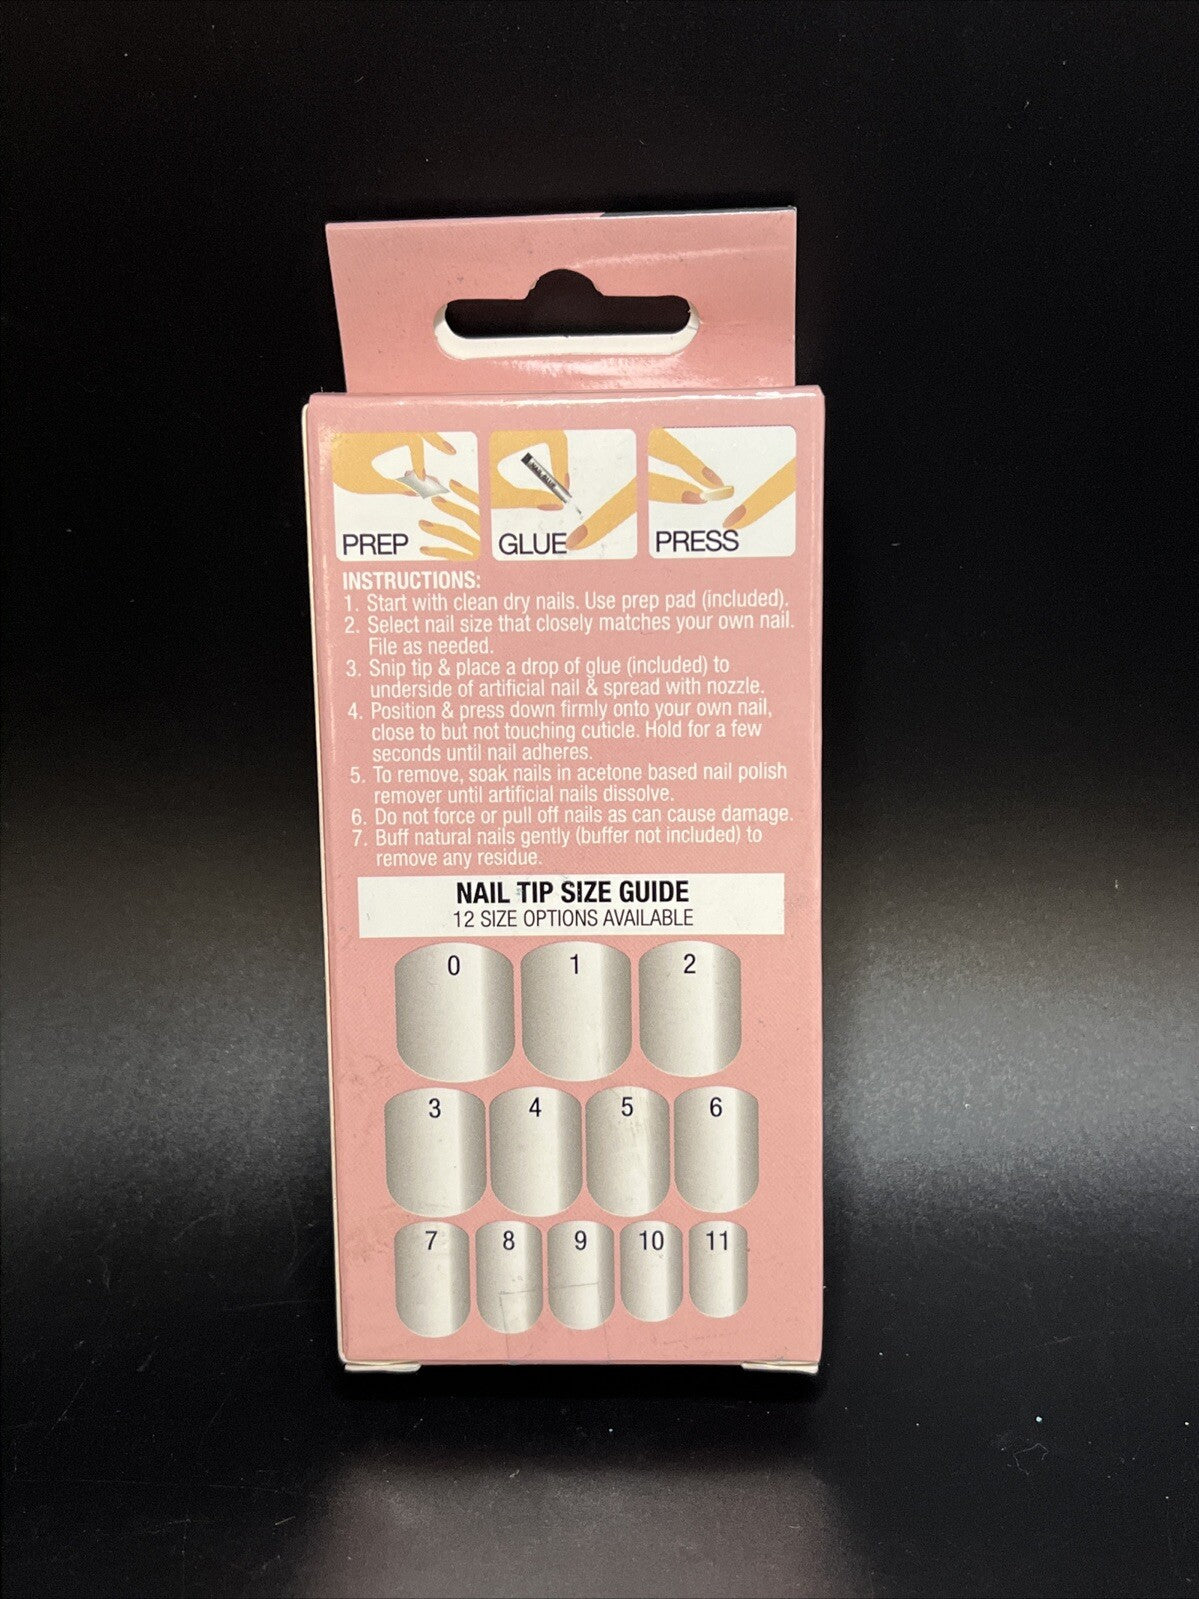 PREP GLUE PRESS
INSTRUCTIONS:
1. Start with clean dry nails. Use prep pad (included).
2. Select nail size that closely matches your own nail.
File as needed.
3. Snip tip & place a drop of glue (included) to
underside of artificial nail & spread with nozzle.
4. Position & press down firmly onto your own nail,
close to but not touching cuticle. Hold for a few
seconds until nail adheres.
5. To remove, soak nails in acetone based nail polish
remover until artificial nails dissolve.
6. Do not force or pull off nails as can cause damage.
7. Buff natural nails gently (buffer not included) to
remove any residue.
NAIL TIP SIZE GUIDE
12 SIZE OPTIONS AVAILABLE
0 1 2
3 4 5 6
7 8 9 10 11